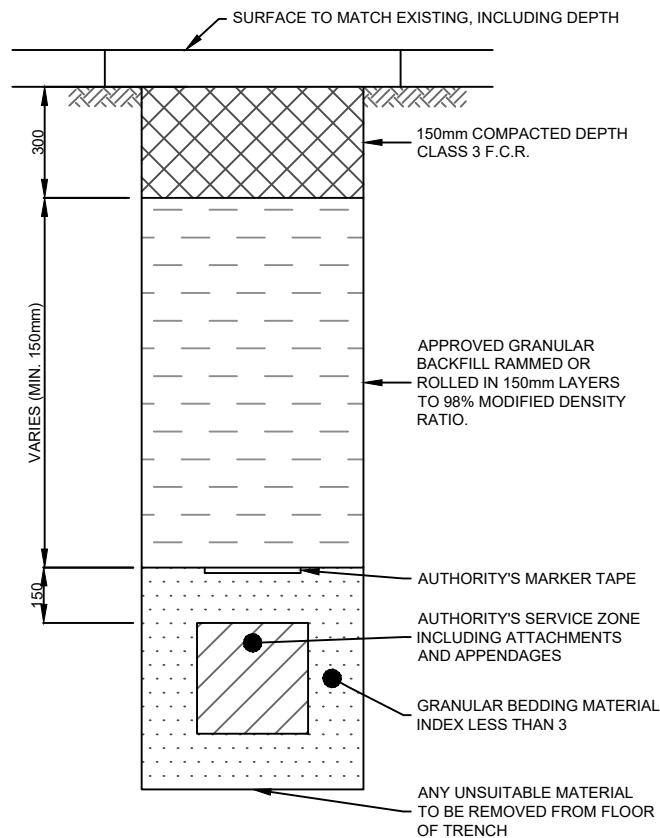 SURFACE TO MATCH EXISTING, INCLUDING DEPTH
300
150mm COMPACTED DEPTH
CLASS 3 F.C.R.
VARIES (MIN. 150mm)
APPROVED GRANULAR
BACKFILL RAMMED OR
ROLLED IN 150mm LAYERS
TO 98% MODIFIED DENSITY
RATIO.
150
AUTHORITY'S MARKER TAPE
AUTHORITY'S SERVICE ZONE
INCLUDING ATTACHMENTS
AND APPENDAGES
GRANULAR BEDDING MATERIAL
INDEX LESS THAN 3
ANY UNSUITABLE MATERIAL
TO BE REMOVED FROM FLOOR
OF TRENCH